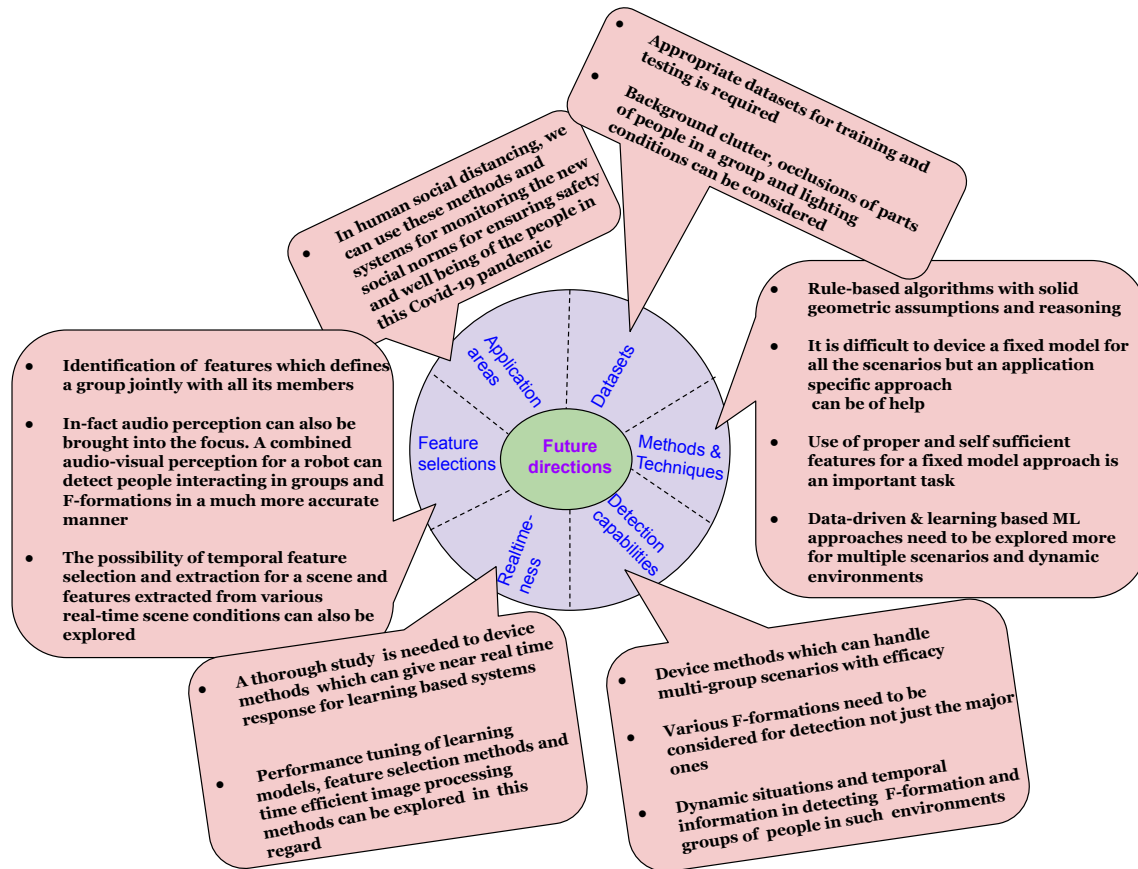 Appropriate datasets for training and
testing is required
Background clutter, occlusions of parts
of people in a group and lighting
conditions can be considered
In human social distancing, we
can use these methods and
systems for monitoring the new
social norms for ensuring safety
and well being of the people in
this Covid-19 pandemic
Rule-based algorithms with solid
geometric assumptions and reasoning
It is difficult to device a fixed model for
all the scenarios but an application
specific approach
can be of help
Use of proper and self sufficient
features for a fixed model approach is
an important task
Data-driven & learning based ML
approaches need to be explored more
for multiple scenarios and dynamic
environments
Identification of features which defines
a group jointly with all its members
In-fact audio perception can also be
brought into the focus. A combined
audio-visual perception for a robot can
detect people interacting in groups and
F-formations in a much more accurate
manner
The possibility of temporal feature
selection and extraction for a scene and
features extracted from various
real-time scene conditions can also be
explored
Application
areas
Datasets
Feature
selections
Future
directions
Methods &
Techniques
Realtime-
ness
Detection
capabilities
A thorough study is needed to device
methods which can give near real time
response for learning based systems
Performance tuning of learning
models, feature selection methods and
time efficient image processing
methods can be explored in this
regard
Device methods which can handle
multi-group scenarios with efficacy
Various F-formations need to be
considered for detection not just the major
ones
Dynamic situations and temporal
information in detecting F-formation and
groups of people in such environments